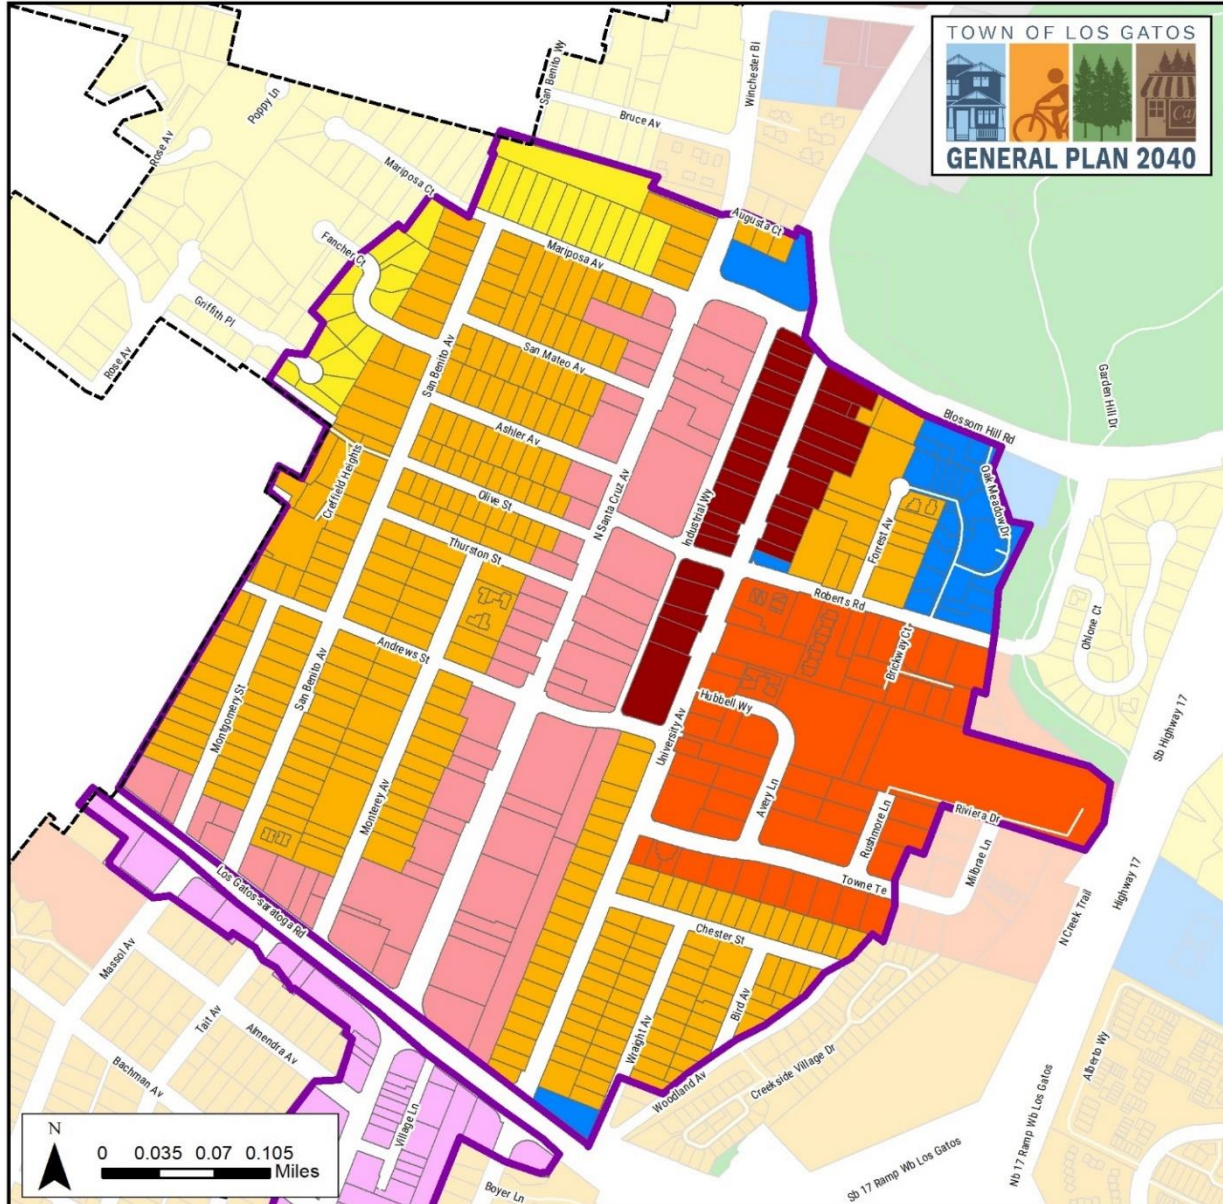 TOWN OF LOS GATOS
Caf
GENERAL PLAN 2040
San Benito Wy
Winchester Bl
Bruce Av
Poppy Ln
Rose Av
Mariposa Ct
Augusta Ct
Fancher Ct
Mariposa Av
Griffith Pl
Rose Av
San Benito Av
San Mateo Av
Garden Hill Dr
Blossom Hill Rd
Ashler Av
Oak Meadow Dr
Creffield Heights
Olive St
N Santa Cruz Av
Industrial Wy
Forrest Av
Thurston St
Roberts Rd
Ohlone Ct
Andrews St
Brickway Ct
Montgomery St
San Benito Av
Hubbell Wy
University Av
Sb Highway 17
Monterey Av
Avery Ln
Rushmore Ln
Riviera Dr
Milbrae Ln
Towne Te
Highway 17
Los Gatos Saratoga Rd
N Creek Trail
Chester St
Massol Av
Tait Av
Almendra Av
Bachman Av
Bird Av
Wraight Av
Woodland Av
Creekside Village Dr
Alberto Wy
Village Ln
Boyer Ln
Sb 17 Ramp Wb Los Gatos
Nb 17 Ramp Wb Los Gatos
N
0 0.035 0.07 0.105
Miles